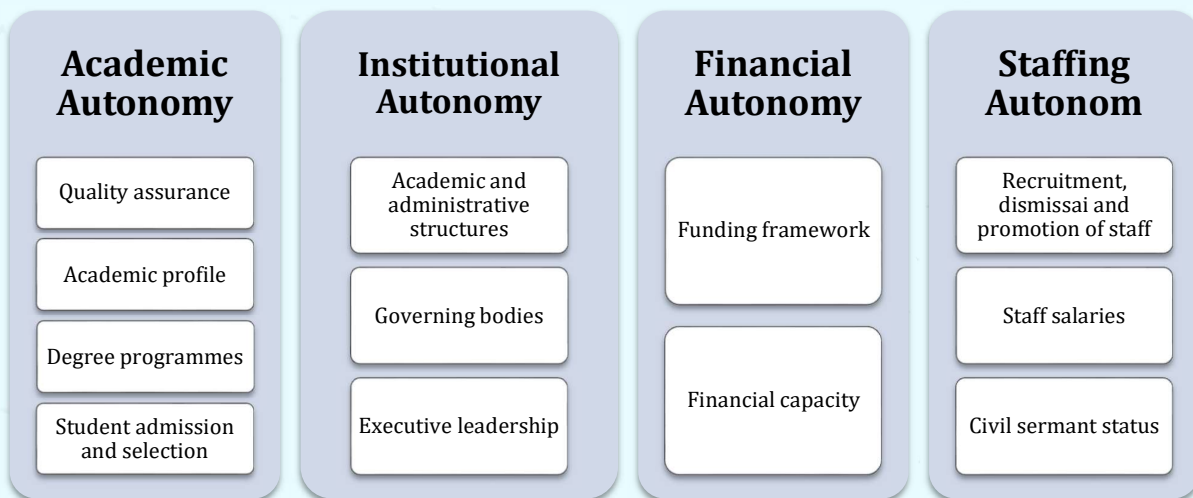 Academic
Autonomy
Quality assurance
Academic profile
Degree programmes
Student admission
and selection
Institutional
Autonomy
Academic and
administrative
structures
Governing bodies
Executive leadership
Financial
Autonomy
Funding framework
Financial capacity
Staffing
Autonom
Recruitment,
dismissai and
promotion of staff
Staff salaries
Civil sermant status